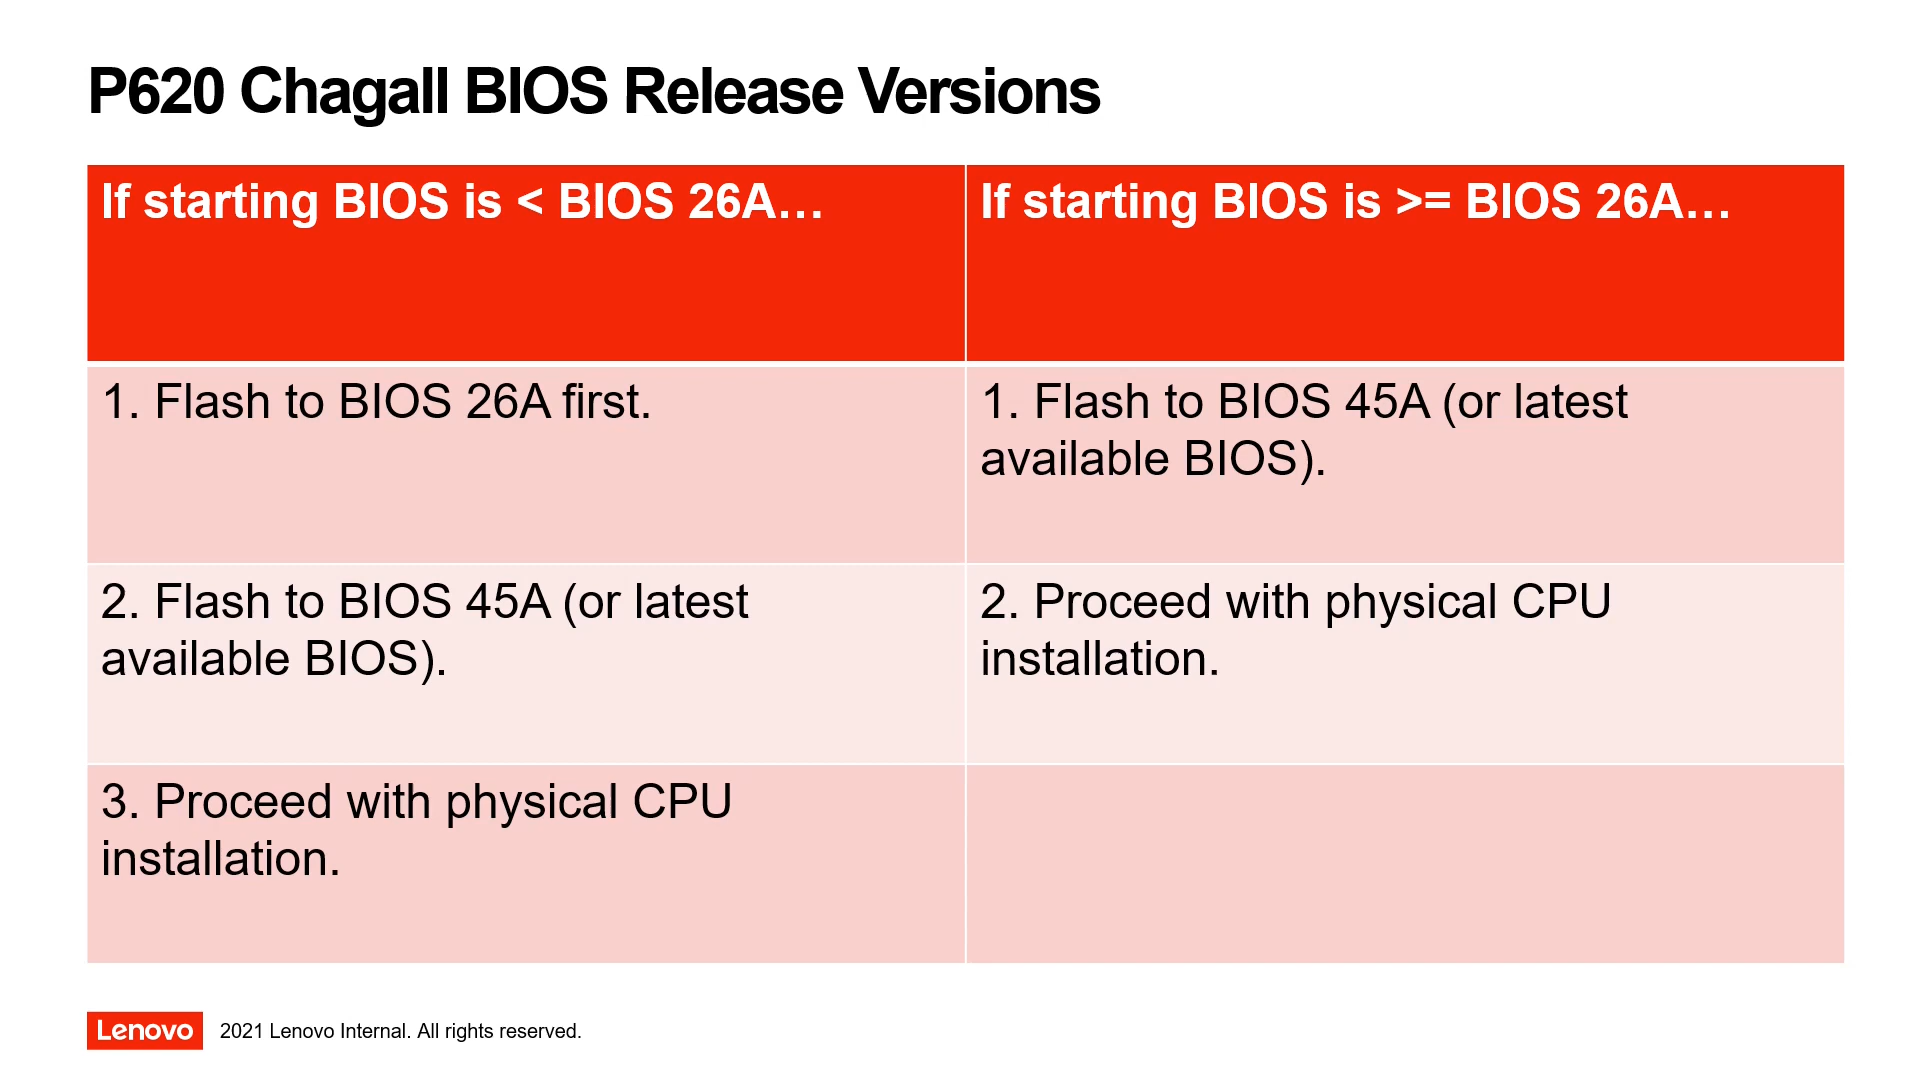 P620 Chagall BIOS Release Versions
If starting BIOS is < BIOS 26A…
If starting BIOS is >= BIOS 26A…
1. Flash to BIOS 26A first.
1. Flash to BIOS 45A (or latest
available BIOS).
2. Flash to BIOS 45A (or latest
available BIOS).
2. Proceed with physical CPU
installation.
3. Proceed with physical CPU
installation.
Lenovo
2021 Lenovo Internal. All rights reserved.